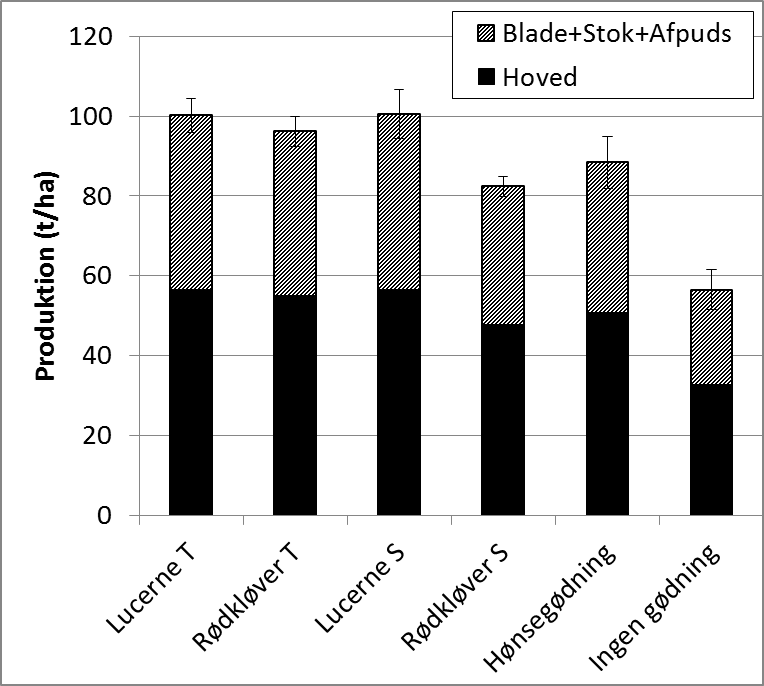 Blade+Stok+Afpuds
Hoved
Produktion (t/ha)
120
100
80
60
40
20
0
Lucerne T
Rødkløver T
Lucerne S
Rødkløver S
Hønsegødning
Ingen gødning